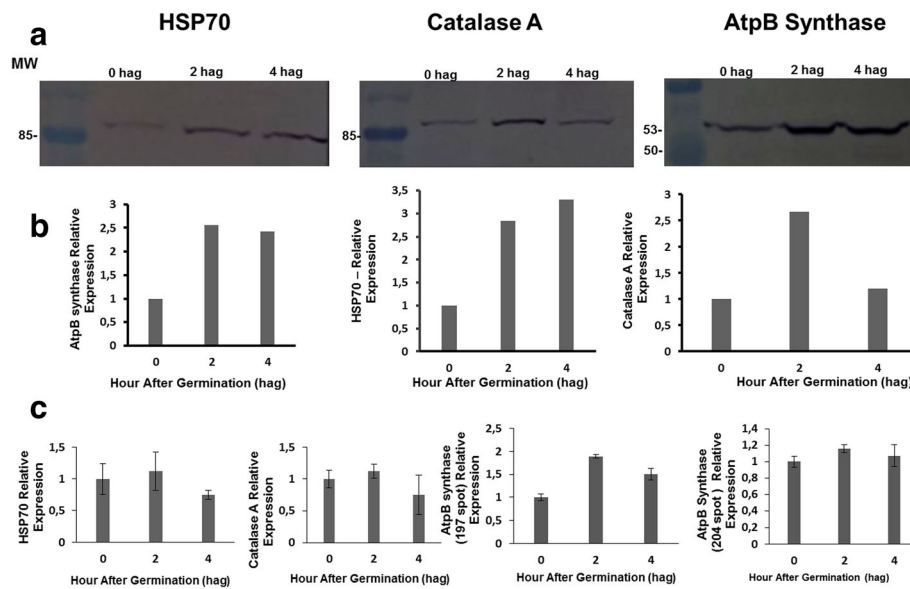 HSP70 Catalase A AtpB Synthase
a
MW
0 hag 2 hag 4 hag 0 hag 2 hag 4 hag 0 hag 2 hag 4 hag
85- 85- 53-
50-
b
AtpB synthase Relative
Expression
3
2,5
2
1,5
1
0,5
0
0 2 4
Hour After Germination (hag)
HSP70 – Relative
Expression
3,5
3
2,5
2
1,5
1
0,5
0
0 2 4
Hour After Germination (hag)
Catalase A Relative
Expression
3
2,5
2
1,5
1
0,5
0
0 2 4
Hour After Germination (hag)
c
HSP70 Relative
Expression
1,5
1
0,5
0
0 2 4
Hour After Germination (hag)
Catalase A Relative
Expression
1,5
1
0,5
0
0 2 4
Hour After Germination (hag)
AtpB synthase
(197 spot) Relative
Expression
2,5
2
1,5
1
0,5
0
0 2 4
Hour After Germination (hag)
AtpB Synthase
(204 spot ) Relative
Expression
1,4
1,2
1
0,8
0,6
0,4
0,2
0
0 2 4
Hour After Germination (hag)